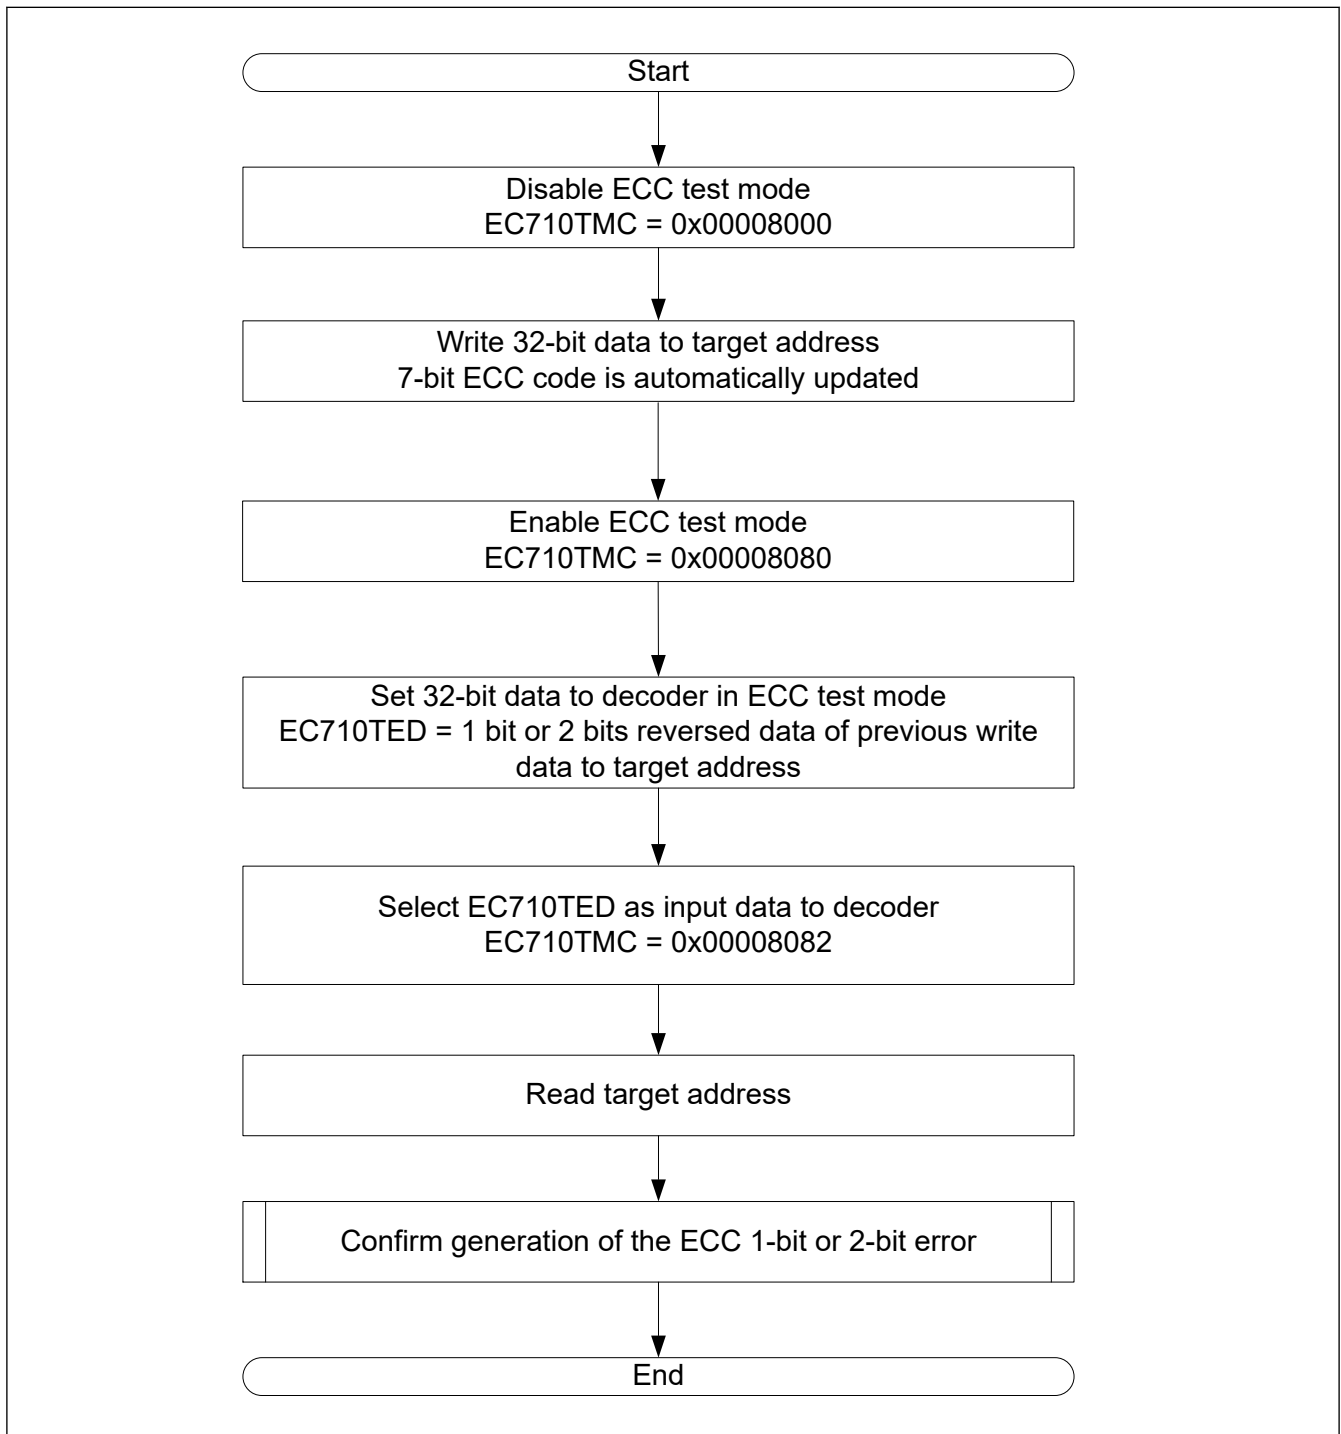 Start
Disable ECC test mode
EC710TMC = 0x00008000
Write 32-bit data to target address
7-bit ECC code is automatically updated
Enable ECC test mode
EC710TMC = 0x00008080
Set 32-bit data to decoder in ECC test mode
EC710TED = 1 bit or 2 bits reversed data of previous write
data to target address
Select EC710TED as input data to decoder
EC710TMC = 0x00008082
Read target address
Confirm generation of the ECC 1-bit or 2-bit error
End